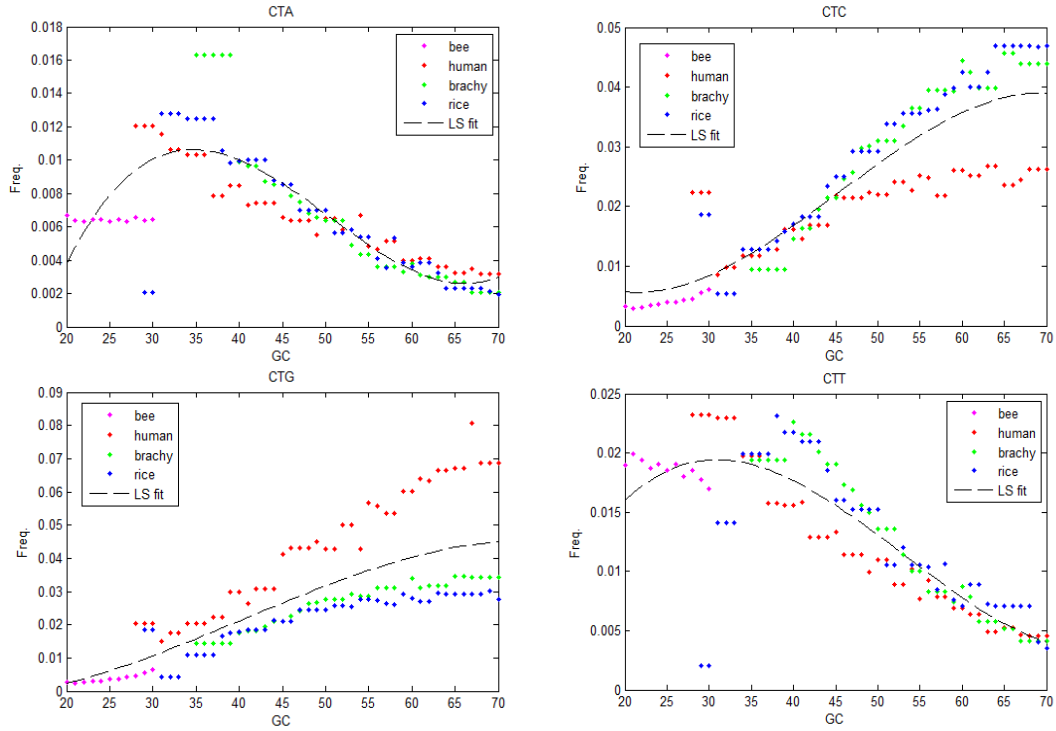 CTA
0.018
0.016
0.014
0.012
0.01
0.008
0.006
0.004
0.002
0
Freq.
20 25 30 35 40 45 50 55 60 65 70
GC
bee
human
brachy
rice
LS fit
CTC
0.05
0.04
0.03
0.02
0.01
0
Freq.
20 25 30 35 40 45 50 55 60 65 70
GC
bee
human
brachy
rice
LS fit
CTG
0.09
0.08
0.07
0.06
0.05
0.04
0.03
0.02
0.01
0
Freq.
20 25 30 35 40 45 50 55 60 65 70
GC
bee
human
brachy
rice
LS fit
CTT
0.025
0.02
0.015
0.01
0.005
0
Freq.
20 25 30 35 40 45 50 55 60 65 70
GC
bee
human
brachy
rice
LS fit